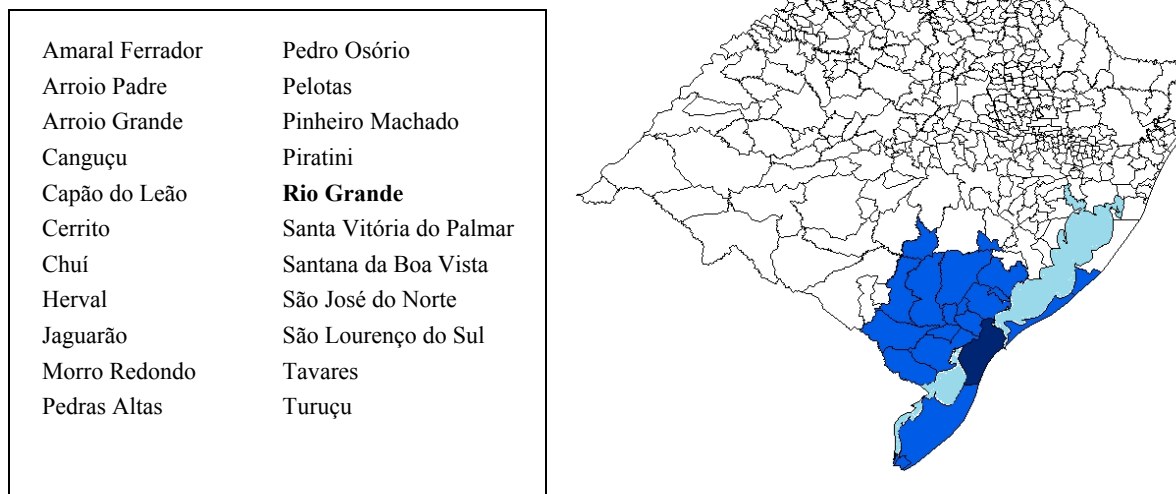 Amaral Ferrador
Arroio Padre
Arroio Grande
Canguçu
Capão do Leão
Cerrito
Chuí
Herval
Jaguarão
Morro Redondo
Pedras Altas
Pedro Osório
Pelotas
Pinheiro Machado
Piratini
Rio Grande
Santa Vitória do Palmar
Santana da Boa Vista
São José do Norte
São Lourenço do Sul
Tavares
Turuçu